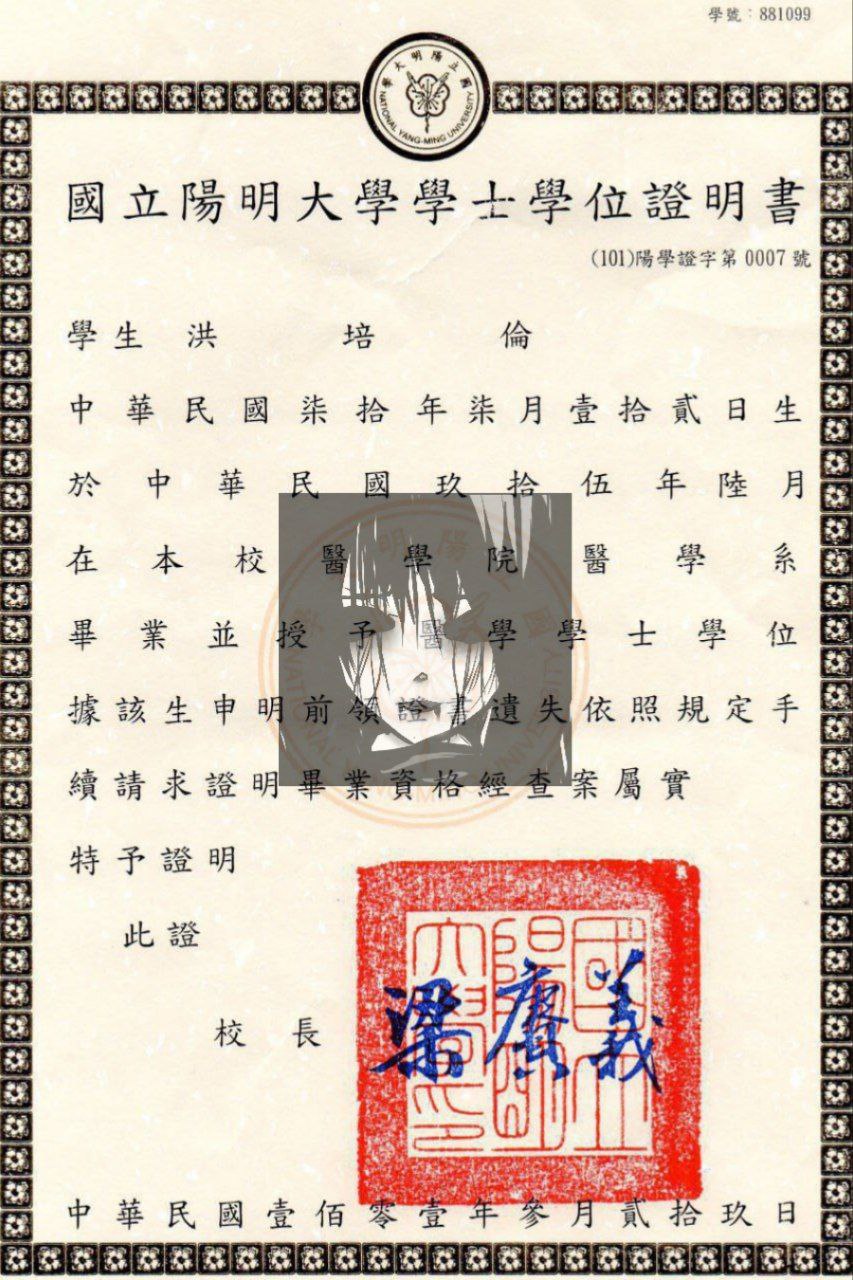 學號：881099
國立陽明大學
NATIONAL YANG-MING UNIVERSITY
國立陽明大學學士學位證明書
(101)陽學證字第0007號
學生 洪培倫
中華民國柒拾年柒月壹拾貳日生
於中華民國玖拾伍年陸月
在本校醫學院醫學系
畢業並授予醫學學士學位
據該生申明前領證書遺失依照規定手
續請求證明畢業資格經查案屬實
特予證明
此證
校長 梁賡義
國立陽明大學印
中華民國壹佰零壹年參月貳拾玖日